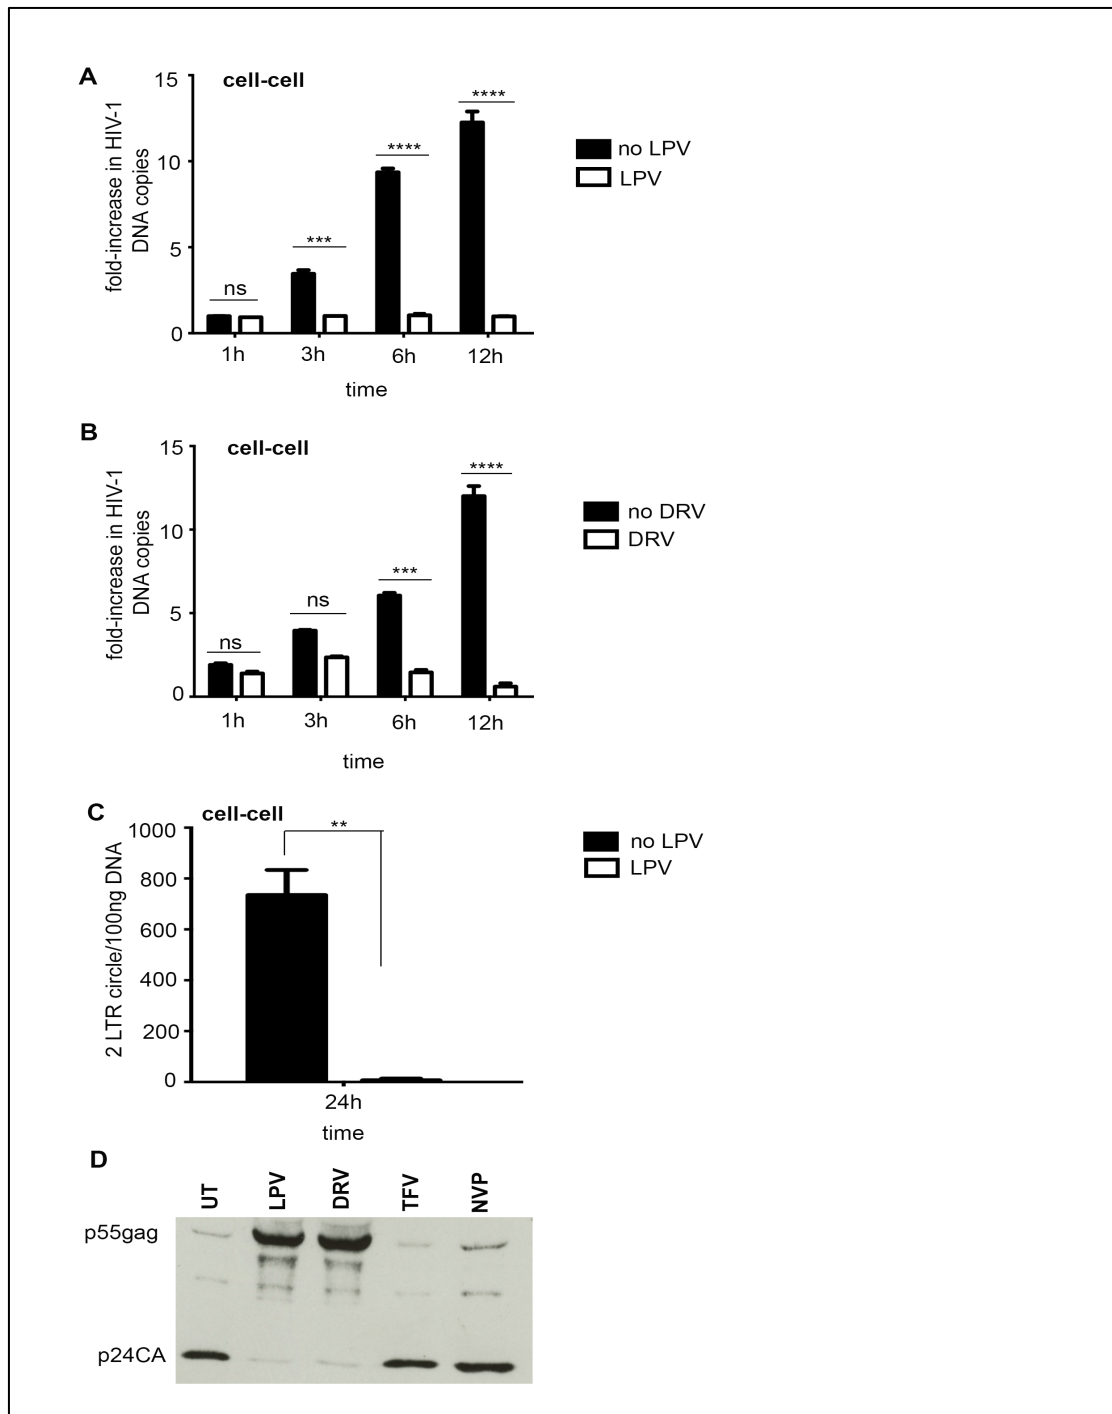 A
cell-cell
fold-increase in HIV-1
DNA copies
15
10
5
0
ns
***
****
****
1h 3h 6h 12h
time
no LPV
LPV
B
cell-cell
fold-increase in HIV-1
DNA copies
15
10
5
0
ns
ns
***
****
1h 3h 6h 12h
time
no DRV
DRV
C
cell-cell
2 LTR circle/100ng DNA
1000
800
600
400
200
0
**
24h
time
no LPV
LPV
D
UT LPV DRV TFV NVP
p55gag
p24CA